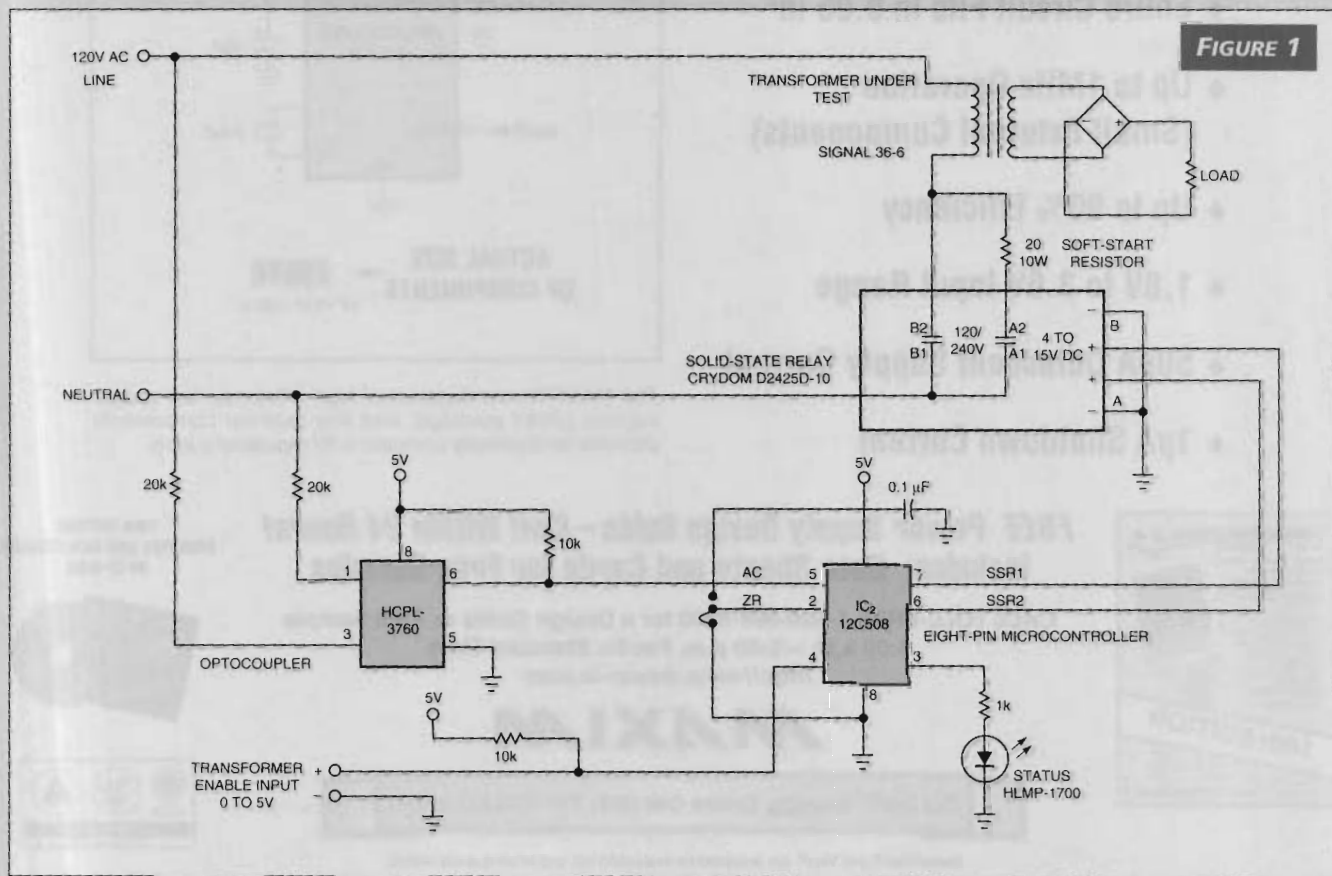 FIGURE 1
120V AC
LINE
TRANSFORMER UNDER
TEST
SIGNAL 36-6
LOAD
20
10W
SOFT-START
RESISTOR
B2
B1
120/
240V
A2
A1
4 TO
15V DC
−
B
+
+
A
−
SOLID-STATE RELAY
CRYDOM D2425D-10
NEUTRAL
20k
20k
5V
10k
8
1
6
HCPL-
3760
3
5
OPTOCOUPLER
5V
0.1 µF
AC
5
7
SSR1
ZR
2
IC2
12C508
6
SSR2
EIGHT-PIN MICROCONTROLLER
4
3
8
1k
5V
10k
TRANSFORMER
ENABLE INPUT
0 TO 5V
+
−
STATUS
HLMP-1700